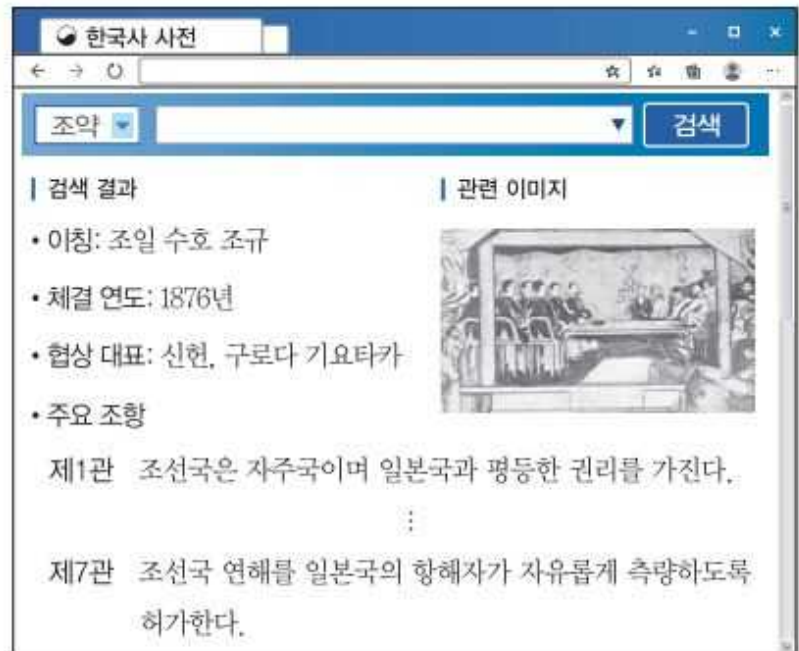 한국사 사전
조약
검색
검색 결과
관련 이미지
• 이칭: 조일 수호 조규
• 체결 연도: 1876년
• 협상 대표: 신헌, 구로다 기요타카
• 주요 조항
제1관 조선국은 자주국이며 일본국과 평등한 권리를 가진다.
⋮
제7관 조선국 연해를 일본국의 항해자가 자유롭게 측량하도록
허가한다.